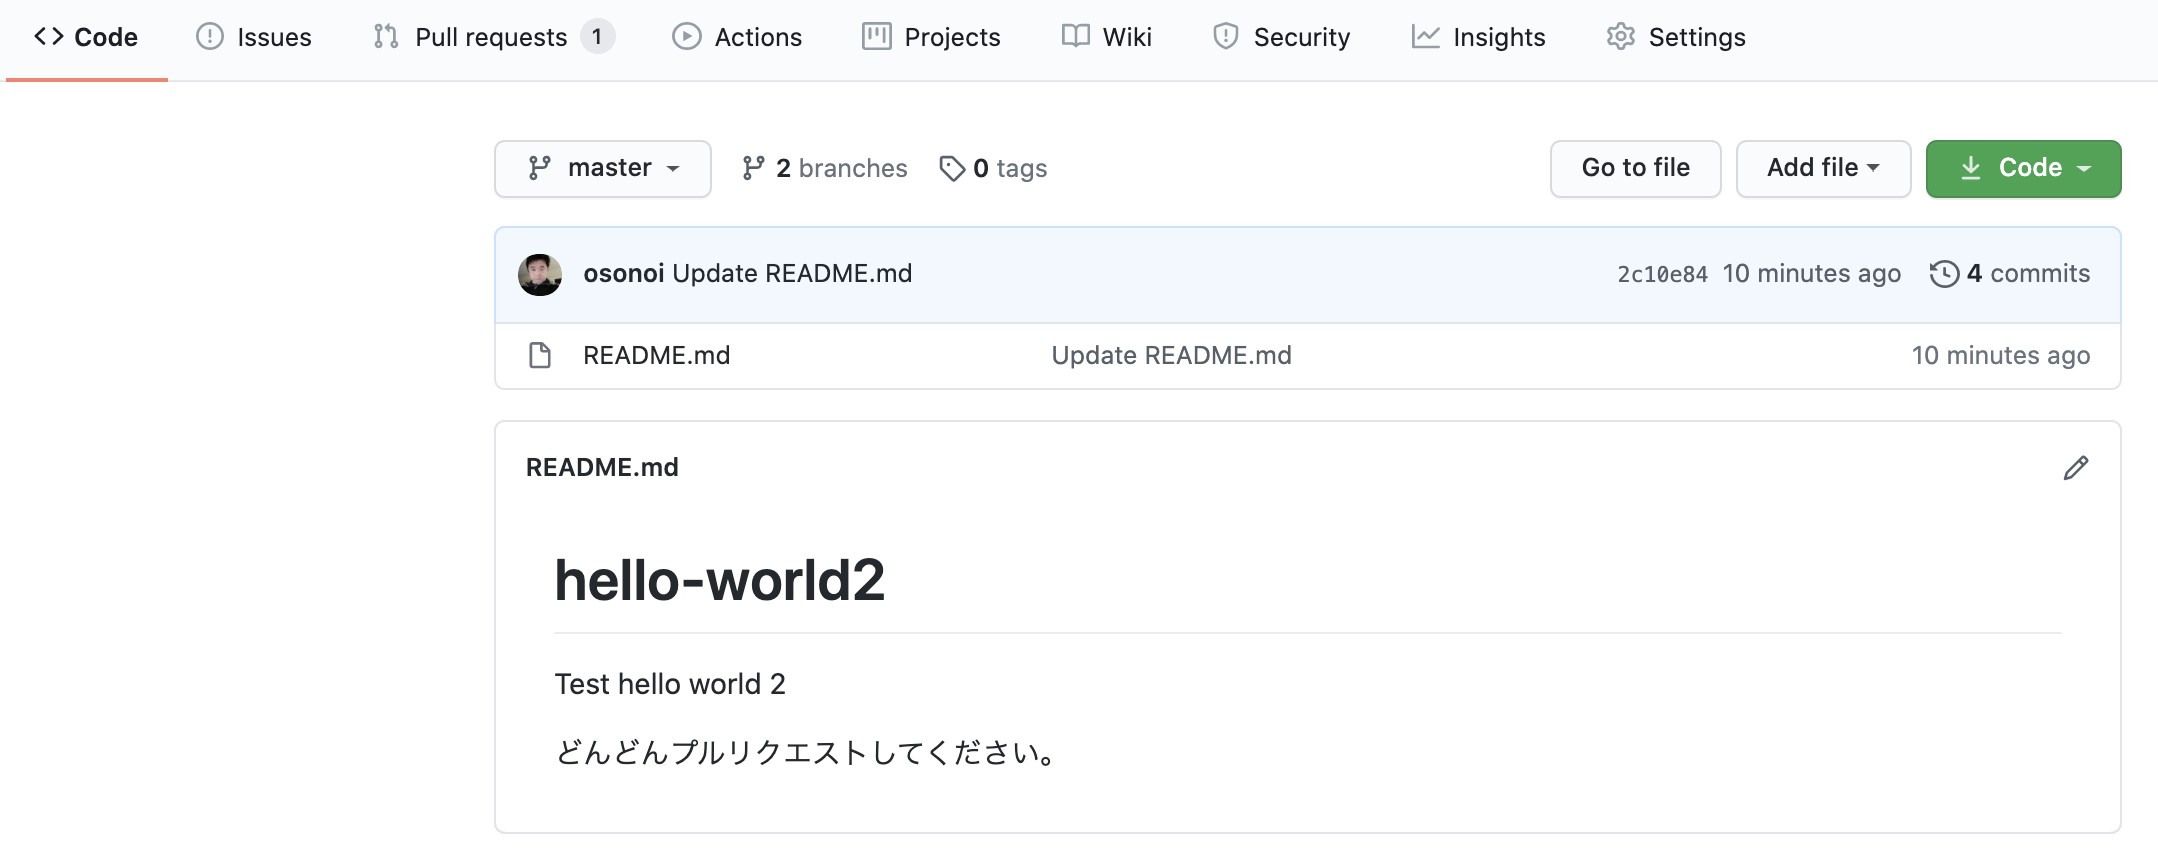 Code Issues Pull requests 1 Actions Projects Wiki Security Insights Settings
master 2 branches 0 tags Go to file Add file Code
osonoi Update README.md 2c10e84 10 minutes ago 4 commits
README.md Update README.md 10 minutes ago
README.md
hello-world2
Test hello world 2
どんどんプルリクエストしてください。